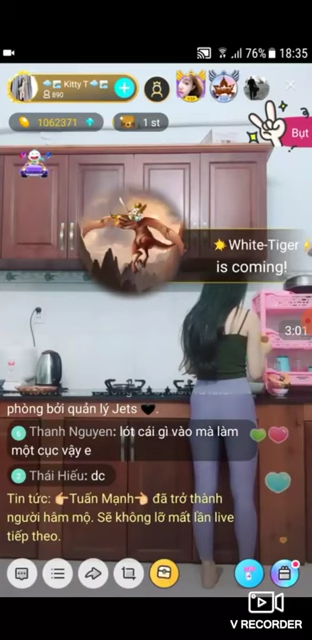 76% 18:35
Kitty T
890
1062371
1 st
Bụt
White-Tiger
is coming!
3:01
phòng bởi quản lý Jets 🖤.
Thanh Nguyen: lót cái gì vào mà làm
một cục vậy e
Thái Hiếu: dc
Tin tức: 👉Tuấn Mạnh👈 đã trở thành
người hâm mộ. Sẽ không lỡ mất lần live
tiếp theo.
V RECORDER